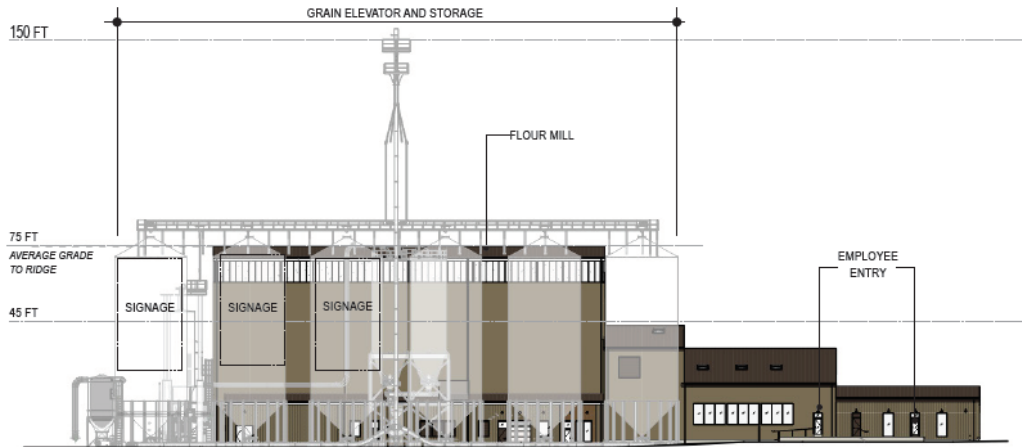 GRAIN ELEVATOR AND STORAGE
150 FT
FLOUR MILL
75 FT
AVERAGE GRADE
TO RIDGE
EMPLOYEE
ENTRY
SIGNAGE
SIGNAGE
SIGNAGE
45 FT